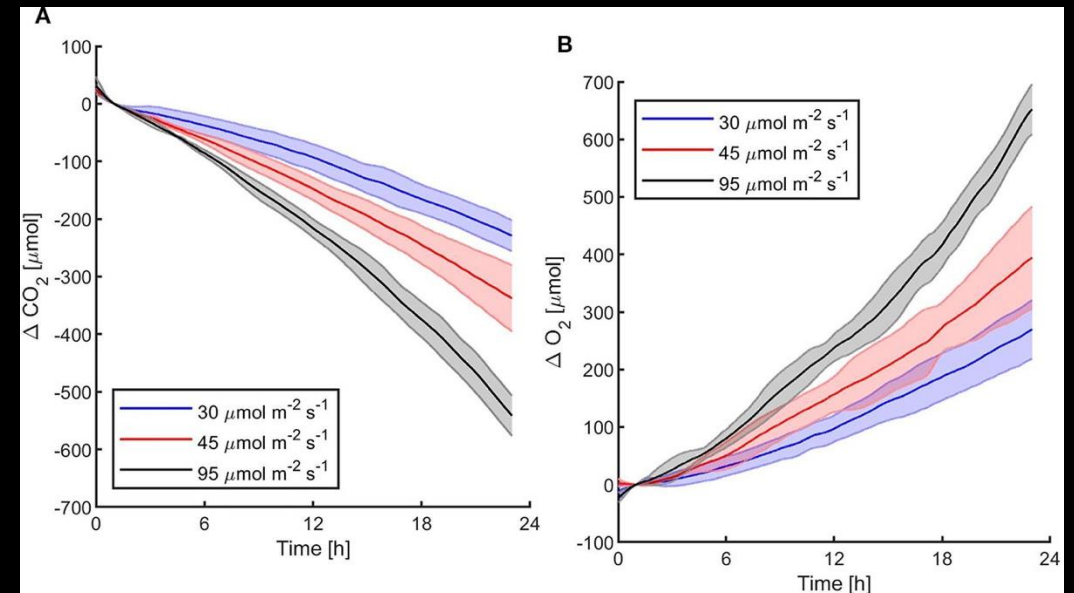 A
100
0
-100
-200
-300
-400
-500
-600
-700
Δ CO2 [μmol]
30 μmol m-2 s-1
45 μmol m-2 s-1
95 μmol m-2 s-1
0 6 12 18 24
Time [h]
B
700
600
500
400
300
200
100
0
-100
Δ O2 [μmol]
30 μmol m-2 s-1
45 μmol m-2 s-1
95 μmol m-2 s-1
0 6 12 18 24
Time [h]